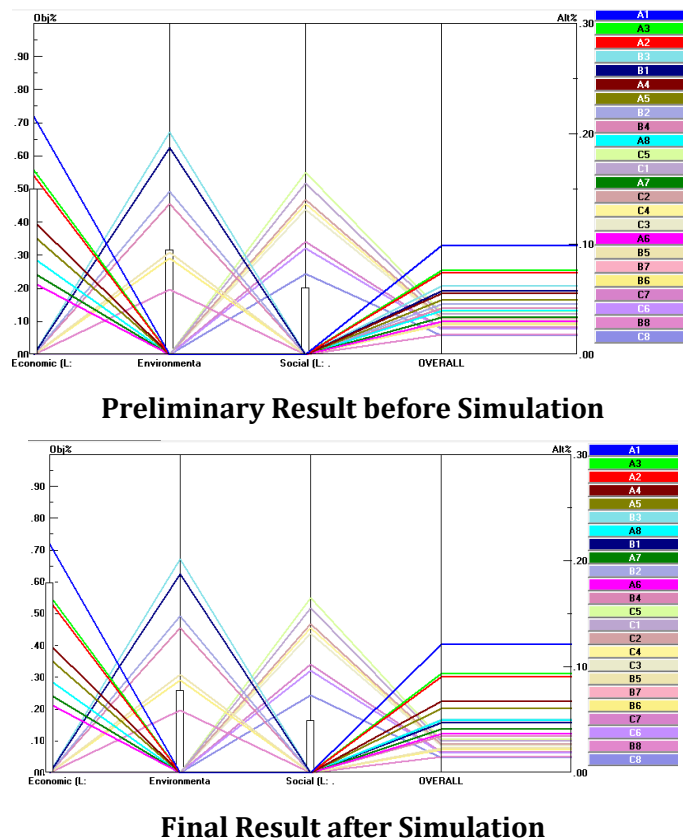 Obj%
Alt%
.90
.80
.70
.60
.50
.40
.30
.20
.10
.00
.30
.20
.10
.00
Economic (L:
Environmenta
Social (L: .
OVERALL
A1
A3
A2
B3
B1
A4
A5
B2
B4
A8
C5
C1
A7
C2
C4
C3
A6
B5
B7
B6
C7
C6
B8
C8
Preliminary Result before Simulation
Obj%
Alt%
.90
.80
.70
.60
.50
.40
.30
.20
.10
.00
.30
.20
.10
.00
Economic (L:
Environmenta
Social (L: .
OVERALL
A1
A3
A2
A4
A5
B3
A8
B1
A7
B2
A6
B4
C5
C1
C2
C4
C3
B5
B7
B6
C7
C6
B8
C8
Final Result after Simulation